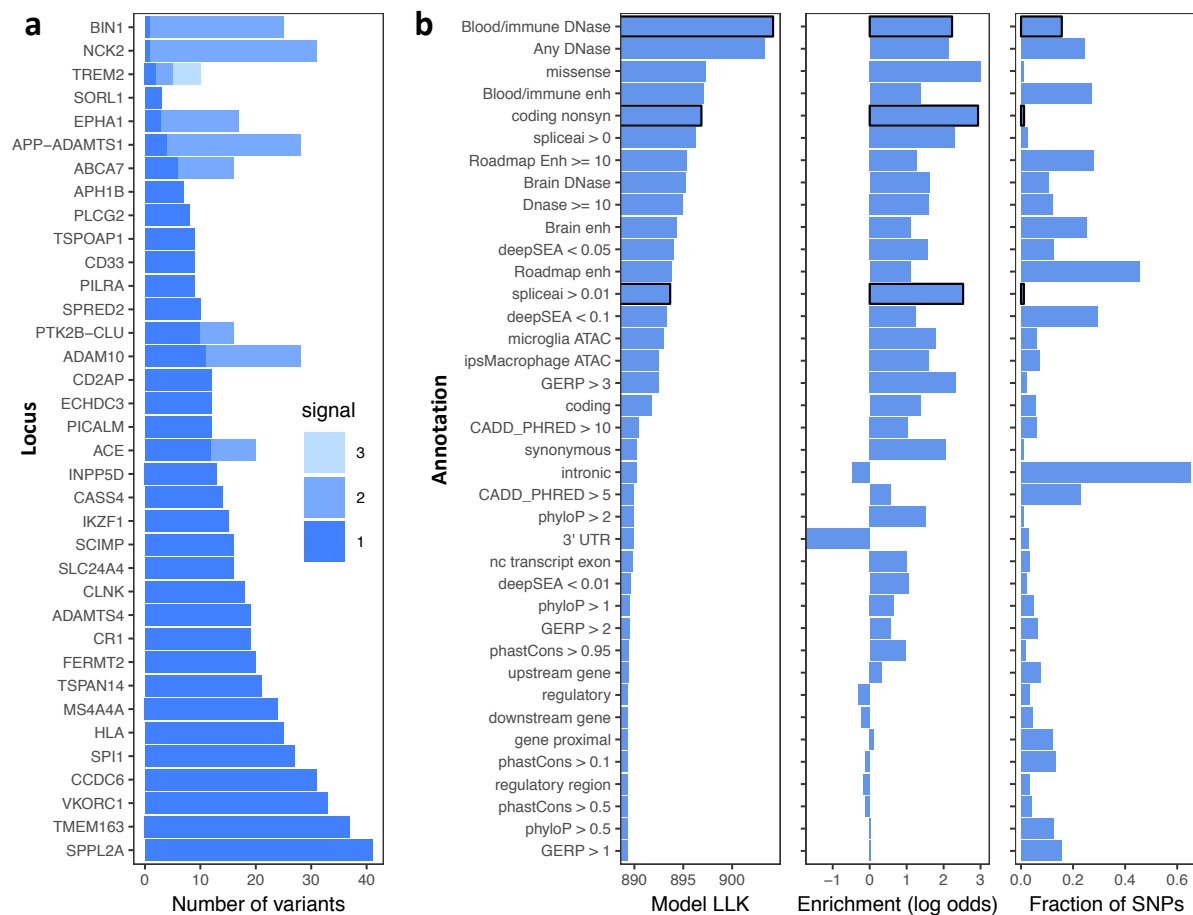 a
BIN1
NCK2
TREM2
SORL1
EPHA1
APP−ADAMTS1
ABCA7
APH1B
PLCG2
TSPOAP1
CD33
PILRA
SPRED2
PTK2B−CLU
ADAM10
CD2AP
ECHDC3
PICALM
ACE
INPP5D
CASS4
IKZF1
SCIMP
SLC24A4
CLNK
ADAMTS4
CR1
FERMT2
TSPAN14
MS4A4A
HLA
SPI1
CCDC6
VKORC1
TMEM163
SPPL2A
Locus
signal
3
2
1
0 10 20 30 40
Number of variants
b
Blood/immune DNase
Any DNase
missense
Blood/immune enh
coding nonsyn
spliceai > 0
Roadmap Enh >= 10
Brain DNase
Dnase >= 10
Brain enh
deepSEA < 0.05
Roadmap enh
spliceai > 0.01
deepSEA < 0.1
microglia ATAC
ipsMacrophage ATAC
GERP > 3
coding
CADD_PHRED > 10
synonymous
intronic
CADD_PHRED > 5
phyloP > 2
3' UTR
nc transcript exon
deepSEA < 0.01
phyloP > 1
GERP > 2
phastCons > 0.95
upstream gene
regulatory
downstream gene
gene proximal
phastCons > 0.1
regulatory region
phastCons > 0.5
phyloP > 0.5
GERP > 1
Annotation
890 895 900
Model LLK
−1 0 1 2 3
Enrichment (log odds)
0.0 0.2 0.4 0.6
Fraction of SNPs